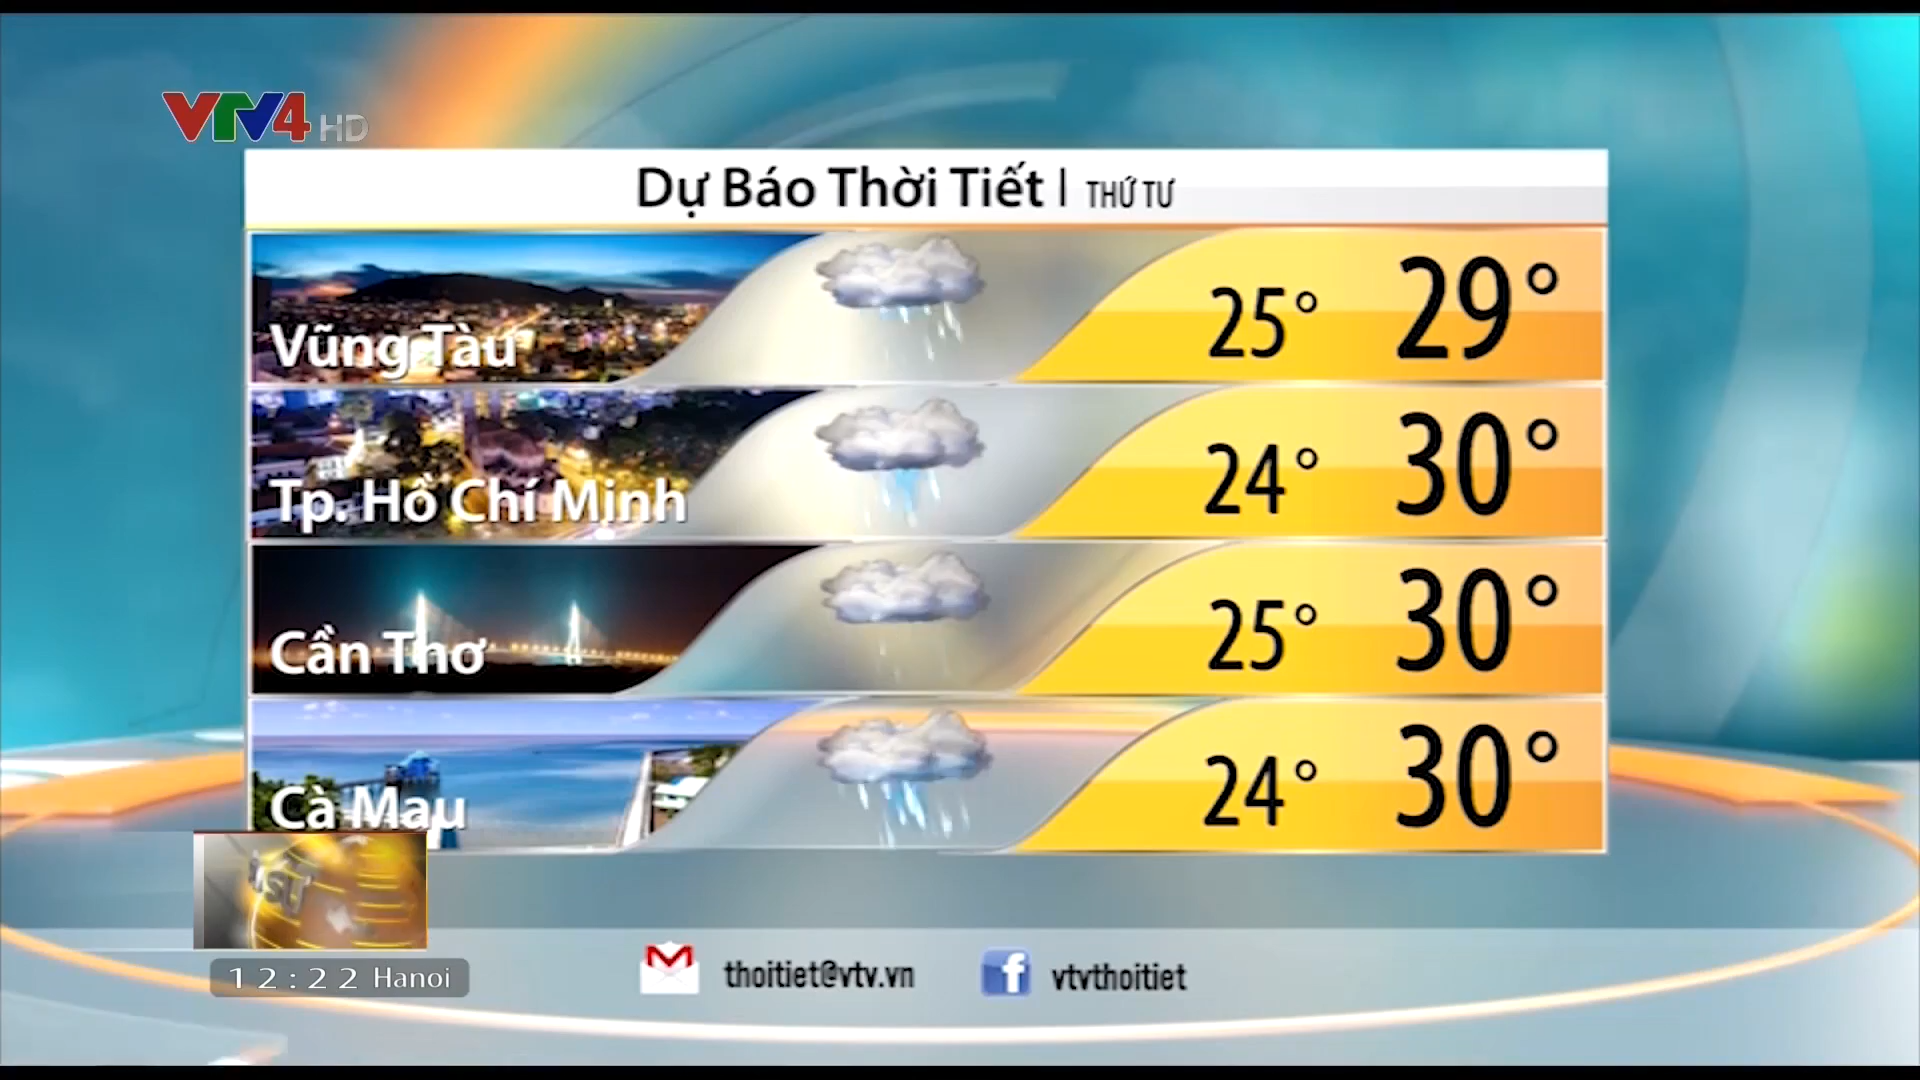 VTV4 HD
Dự Báo Thời Tiết | THỨ TƯ
Vũng Tàu 25° 29°
Tp. Hồ Chí Minh 24° 30°
Cần Thơ 25° 30°
Cà Mau 24° 30°
12:22 Hanoi
thoitiet@vtv.vn
vtvthoitiet